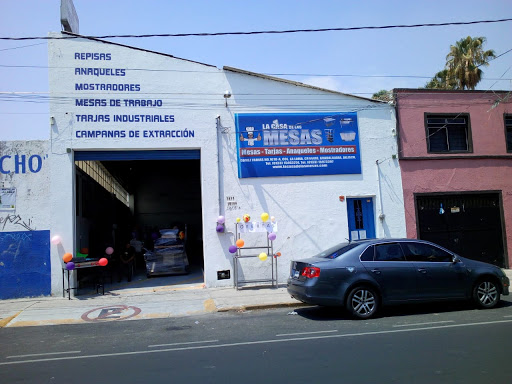 REPISAS
ANAQUELES
MOSTRADORES
MESAS DE TRABAJO
TARJAS INDUSTRIALES
CAMPANAS DE EXTRACCIÓN
LA CASA DE LAS
MESAS
Mesas - Tarjas - Anaqueles - Mostradores
CHO